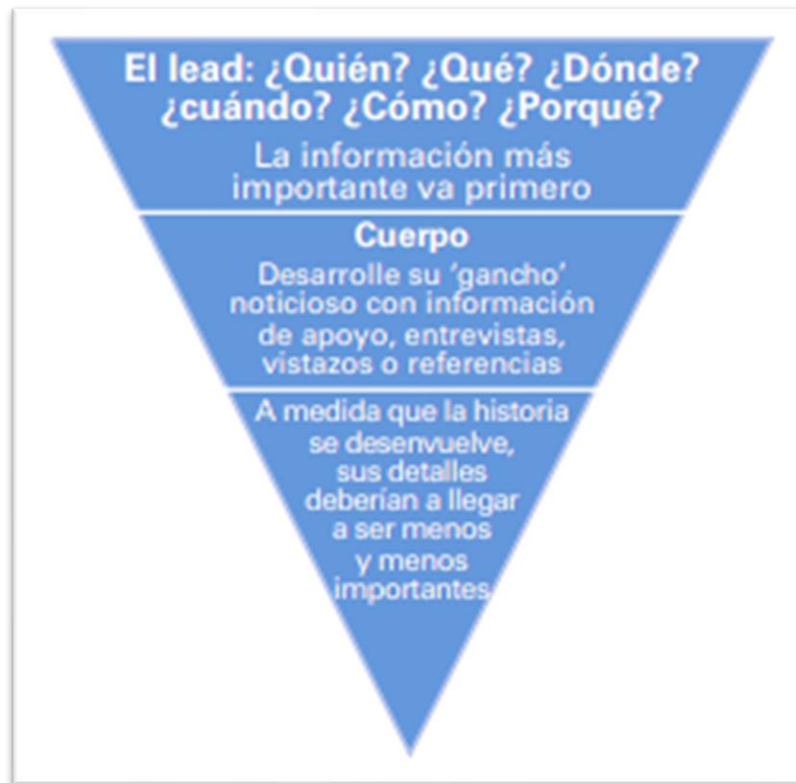 El lead: ¿Quién? ¿Qué? ¿Dónde?
¿cuándo? ¿Cómo? ¿Porqué?
La información más
importante va primero
Cuerpo
Desarrolle su ‘gancho’
noticioso con información
de apoyo, entrevistas,
vistazos o referencias
A medida que la historia
se desenvuelve,
sus detalles
deberían a llegar
a ser menos
y menos
importantes